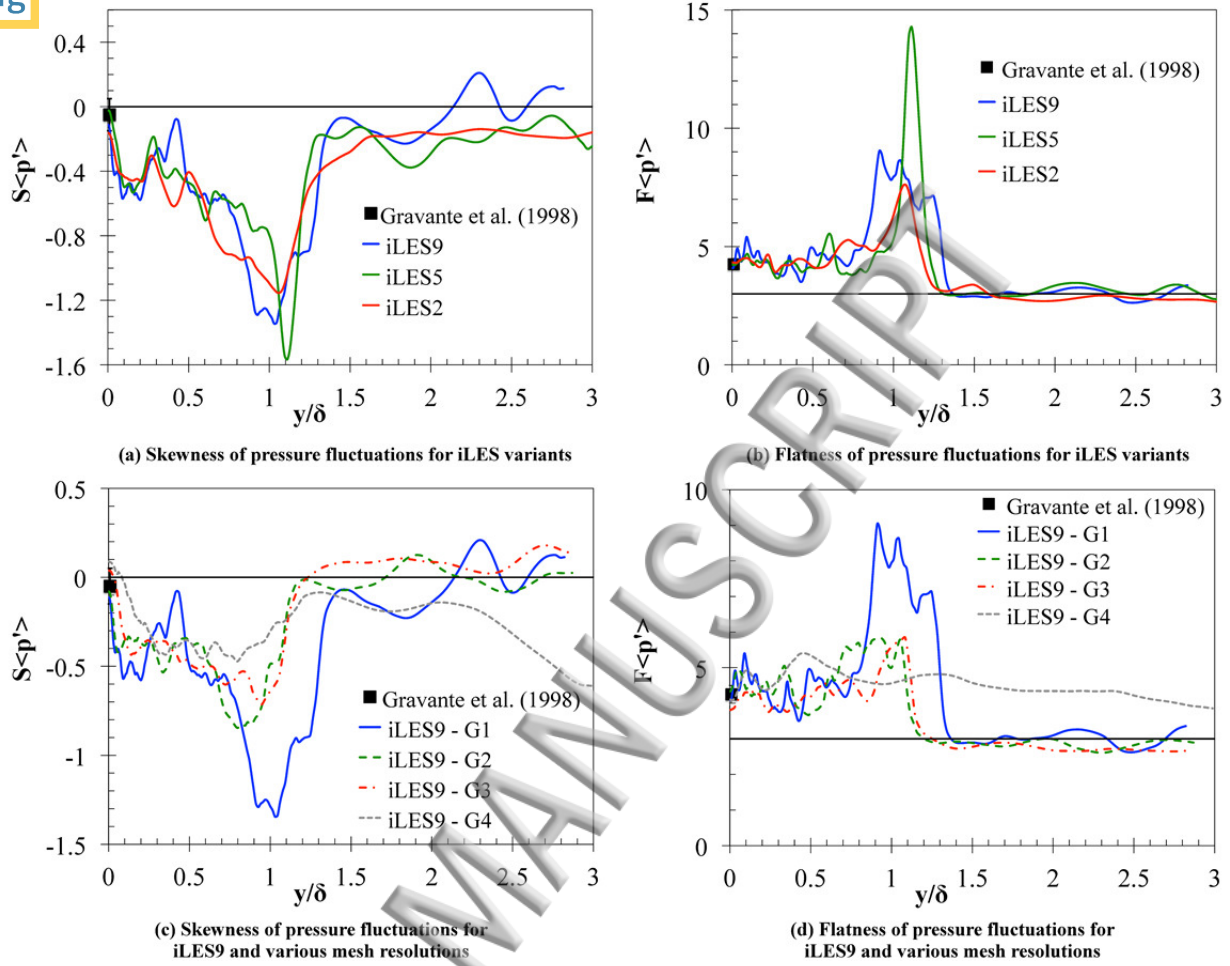 ng
0.4
0
-0.4
-0.8
-1.2
-1.6
S<p'>
0 0.5 1 1.5 2 2.5 3
y/δ
Gravante et al. (1998)
iLES9
iLES5
iLES2
(a) Skewness of pressure fluctuations for iLES variants
15
10
5
0
F<p'>
0 0.5 1 1.5 2 2.5 3
y/δ
Gravante et al. (1998)
iLES9
iLES5
iLES2
(b) Flatness of pressure fluctuations for iLES variants
0.5
0
-0.5
-1
-1.5
S<p'>
0 0.5 1 1.5 2 2.5 3
y/δ
Gravante et al. (1998)
iLES9 - G1
iLES9 - G2
iLES9 - G3
iLES9 - G4
(c) Skewness of pressure fluctuations for
iLES9 and various mesh resolutions
10
5
0
F<p'>
0 0.5 1 1.5 2 2.5 3
y/δ
Gravante et al. (1998)
iLES9 - G1
iLES9 - G2
iLES9 - G3
iLES9 - G4
(d) Flatness of pressure fluctuations for
iLES9 and various mesh resolutions
MANUSCRIPT